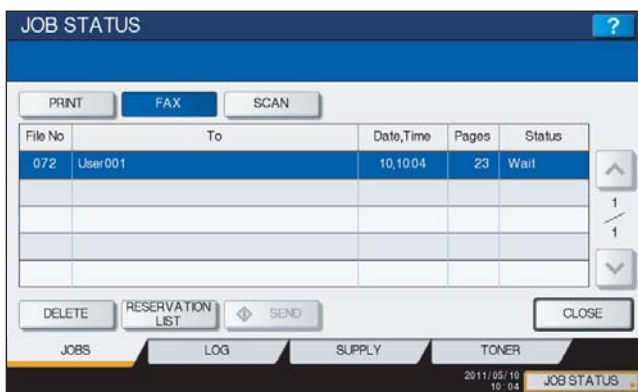 JOB STATUS ?
PRINT FAX SCAN
File No To Date,Time Pages Status
072 User001 10,10:04 23 Wait
1
1
DELETE RESERVATION LIST SEND CLOSE
JOBS LOG SUPPLY TONER
2011/05/10
10:04 JOB STATUS